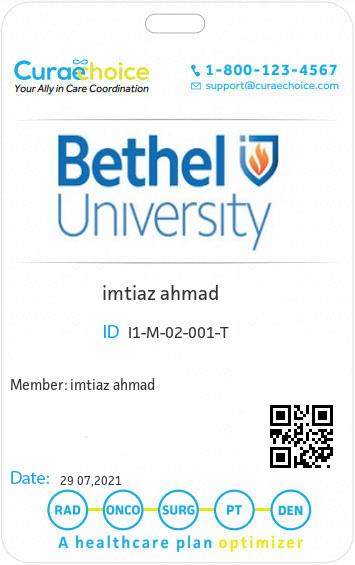 Curaechoice
Your Ally in Care Coordination
1-800-123-4567
support@curaechoice.com
Bethel
University
imtiaz ahmad
ID I1-M-02-001-T
Member: imtiaz ahmad
Date: 29 07,2021
RAD ONCO SURG PT DEN
A healthcare plan optimizer